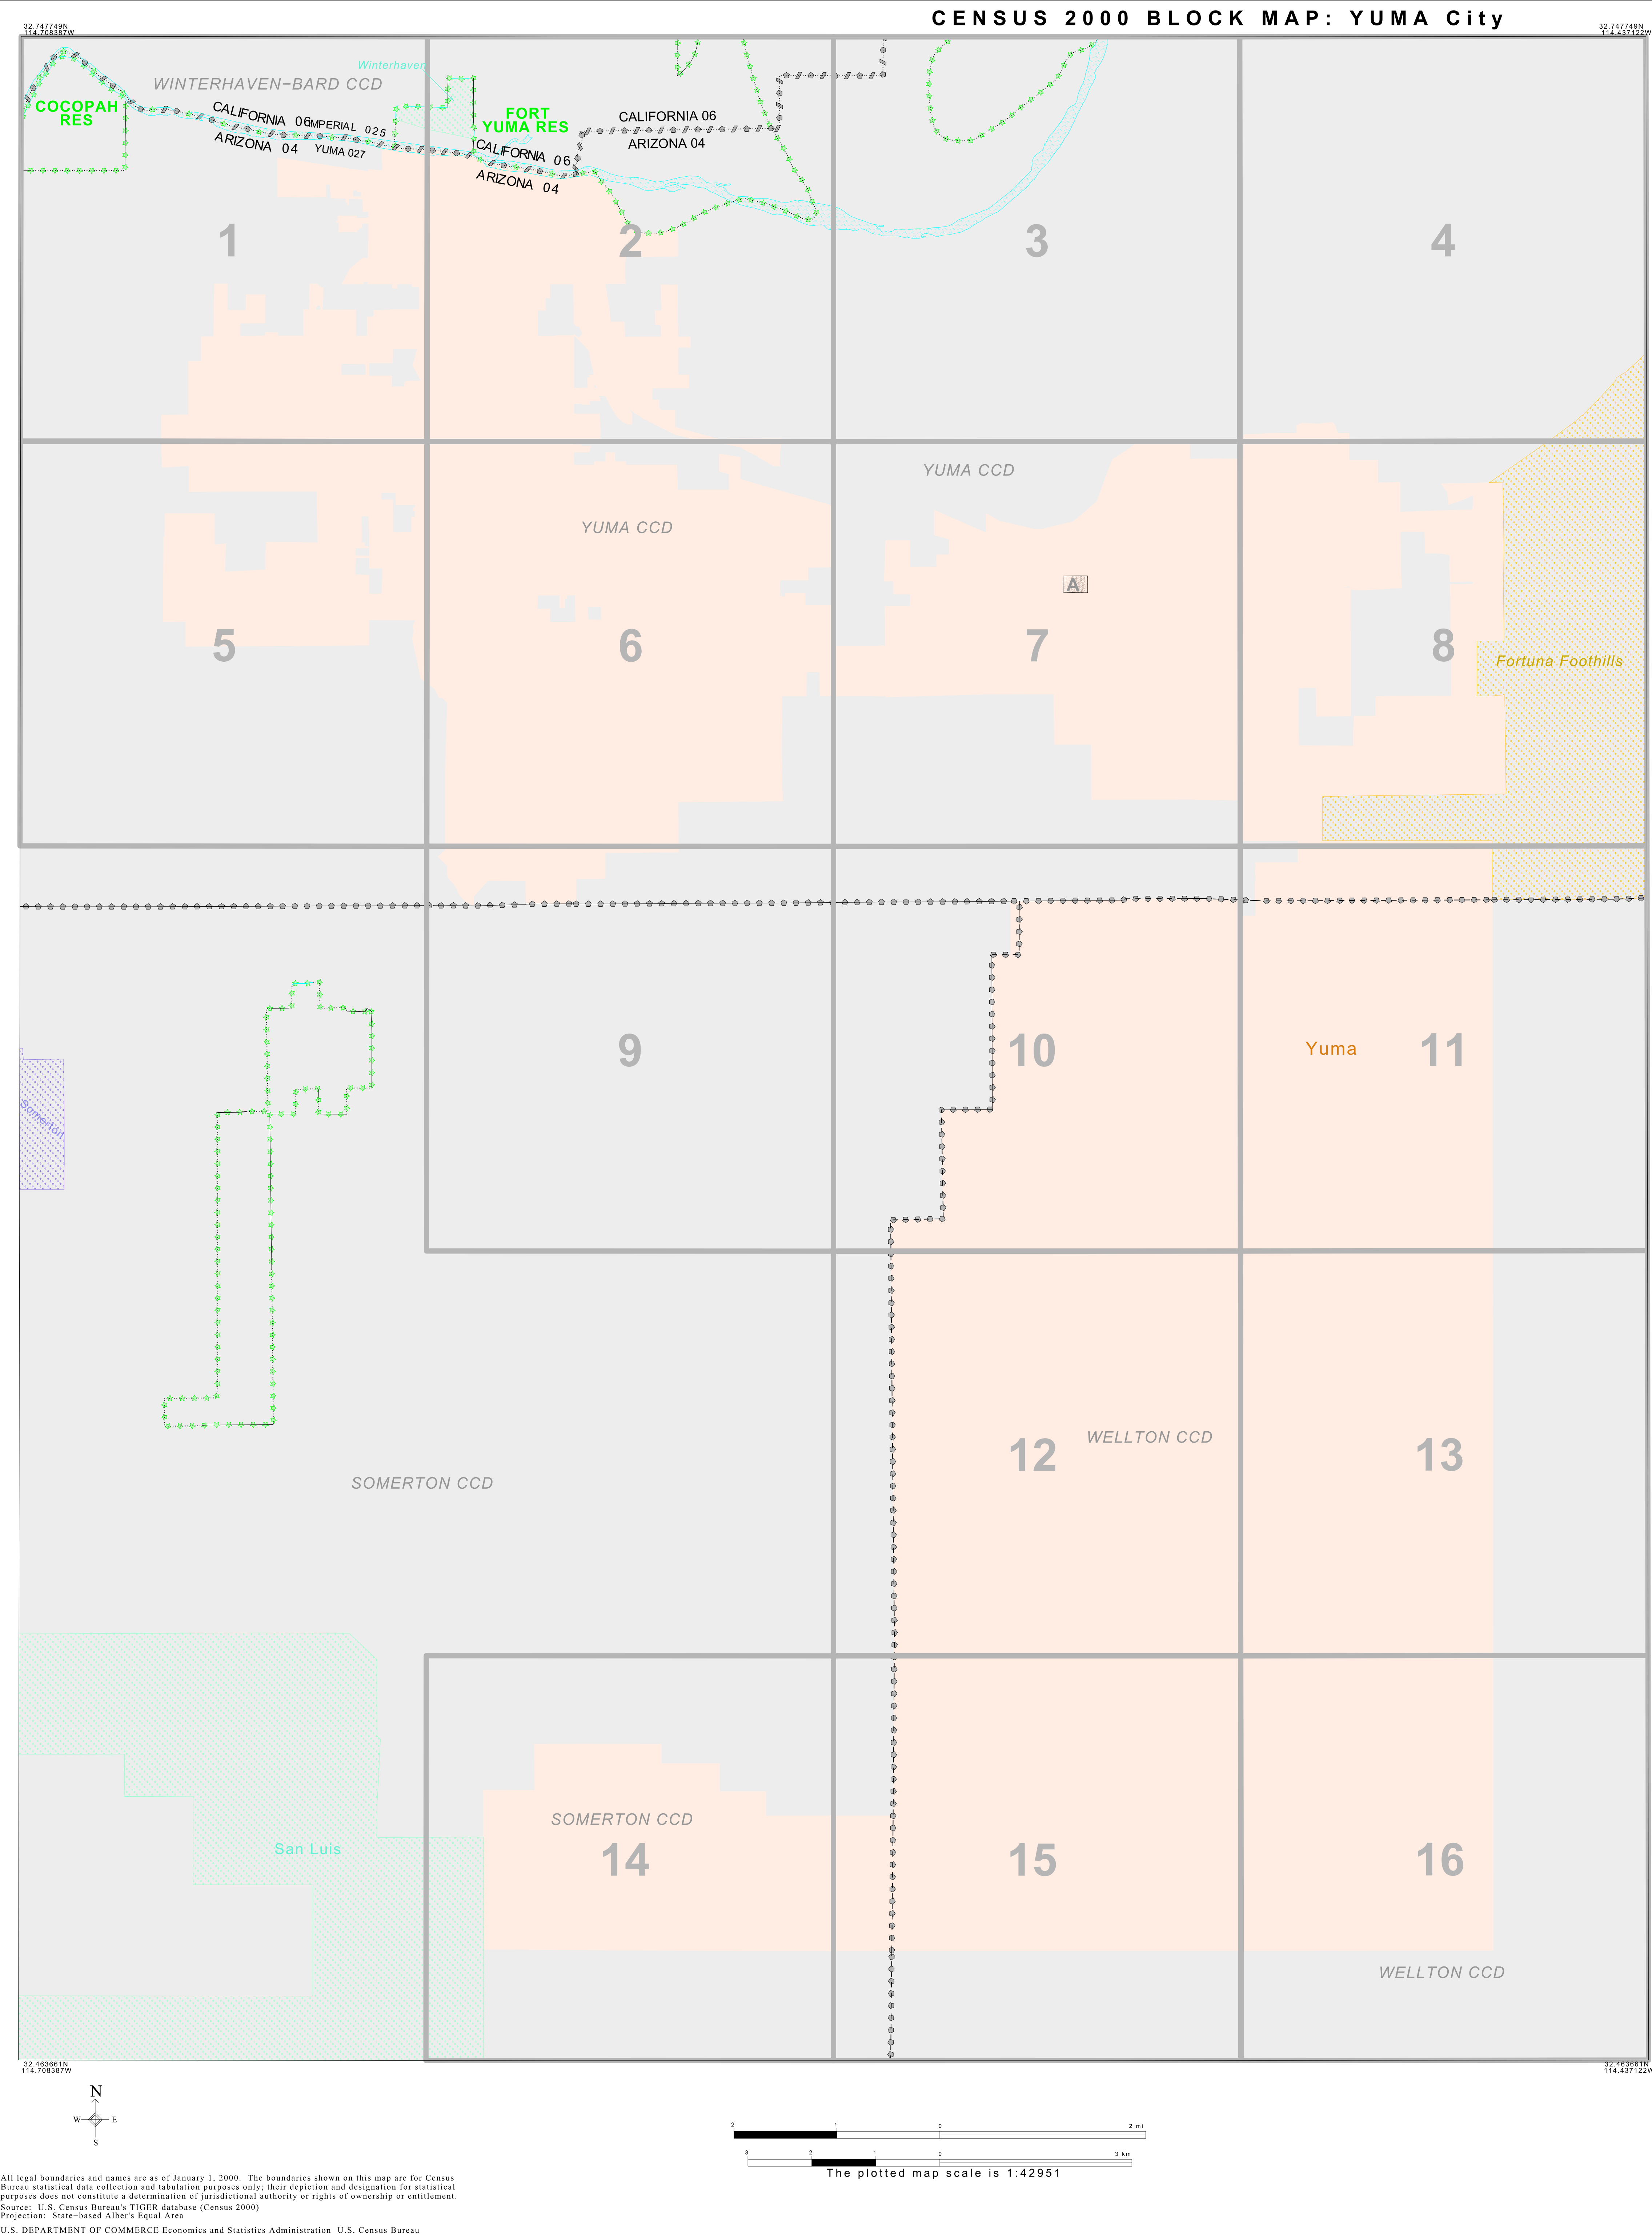 CENSUS 2000 BLOCK MAP: YUMA City
32.747749N
114.708387W
32.747749N
114.437122W
Winterhaven
WINTERHAVEN−BARD CCD
COCOPAH
RES
CALIFORNIA 06
IMPERIAL 025
ARIZONA 04
YUMA 027
FORT
YUMA RES
CALIFORNIA 06
ARIZONA 04
CALIFORNIA 06
ARIZONA 04
1
2
3
4
YUMA CCD
YUMA CCD
A
5
6
7
8
Fortuna Foothills
9
10
Yuma
11
Somerton
12
WELLTON CCD
13
SOMERTON CCD
SOMERTON CCD
San Luis
14
15
16
WELLTON CCD
32.463661N
114.708387W
32.463661N
114.437122W
N
W
E
S
2 1 0 2 mi
3 2 1 0 3 km
The plotted map scale is 1:42951
All legal boundaries and names are as of January 1, 2000. The boundaries shown on this map are for Census
Bureau statistical data collection and tabulation purposes only; their depiction and designation for statistical
purposes does not constitute a determination of jurisdictional authority or rights of ownership or entitlement.
Source: U.S. Census Bureau's TIGER database (Census 2000)
Projection: State−based Alber's Equal Area
U.S. DEPARTMENT OF COMMERCE Economics and Statistics Administration U.S. Census Bureau